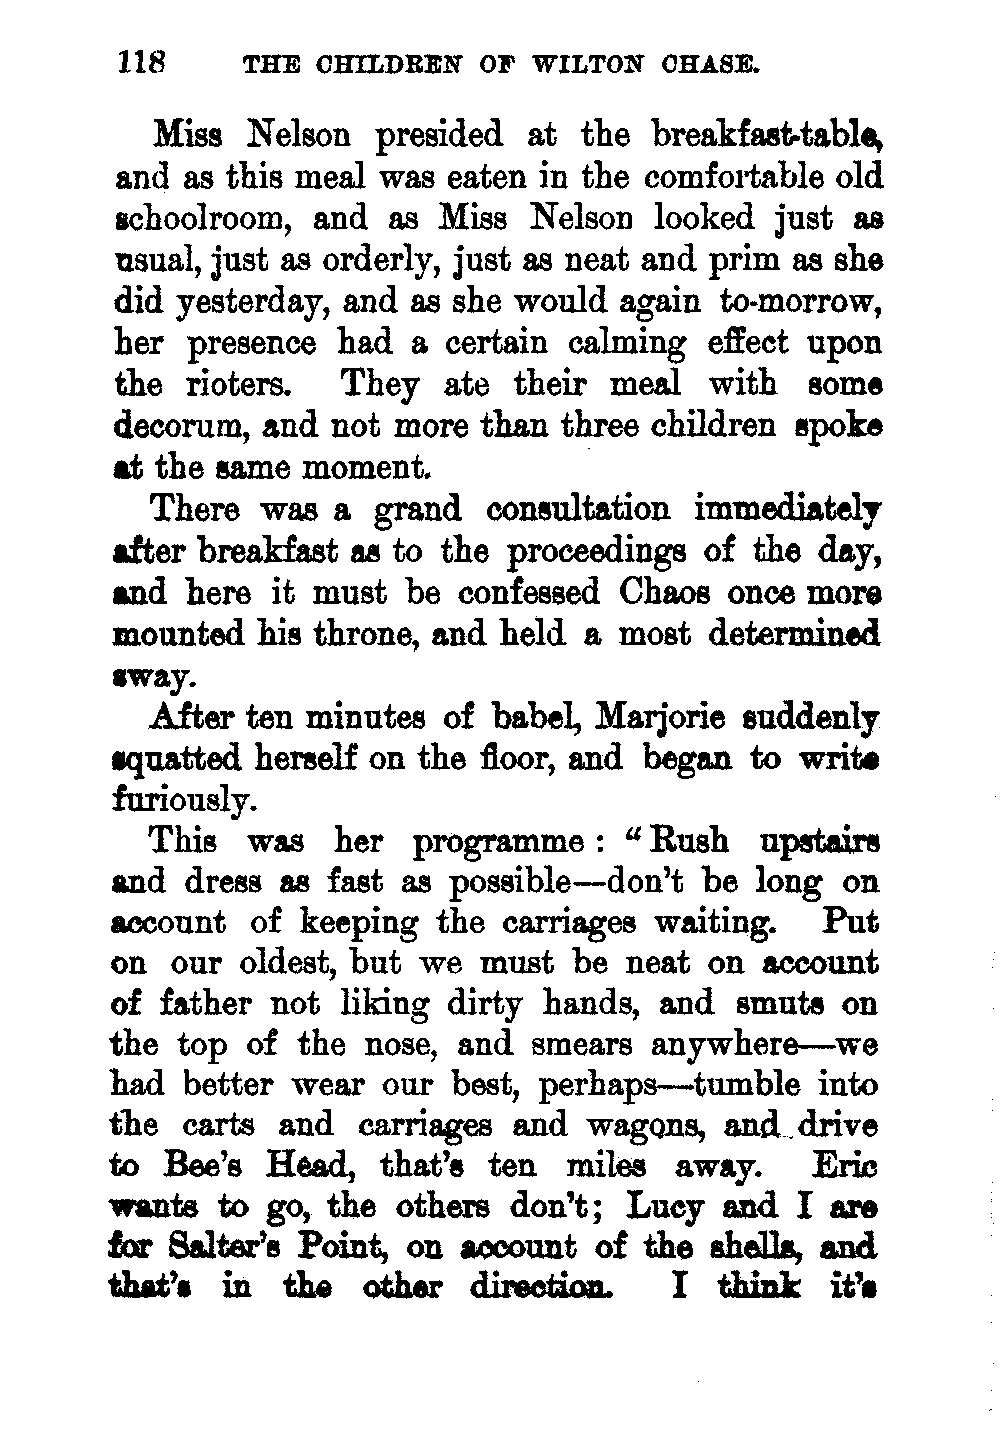 118 THE CHILDREN OF WILTON CHASE.
Miss Nelson presided at the breakfast-table,
and as this meal was eaten in the comfortable old
schoolroom, and as Miss Nelson looked just as
usual, just as orderly, just as neat and prim as she
did yesterday, and as she would again to-morrow,
her presence had a certain calming effect upon
the rioters. They ate their meal with some
decorum, and not more than three children spoke
at the same moment.
There was a grand consultation immediately
after breakfast as to the proceedings of the day,
and here it must be confessed Chaos once more
mounted his throne, and held a most determined
sway.
After ten minutes of babel, Marjorie suddenly
squatted herself on the floor, and began to write
furiously.
This was her programme : “Rush upstairs
and dress as fast as possible—don't be long on
account of keeping the carriages waiting. Put
on our oldest, but we must be neat on account
of father not liking dirty hands, and smuts on
the top of the nose, and smears anywhere—we
had better wear our best, perhaps—tumble into
the carts and carriages and wagons, and drive
to Bee's Head, that's ten miles away. Eric
wants to go, the others don't; Lucy and I are
for Salter's Point, on account of the shells, and
that's in the other direction. I think it's